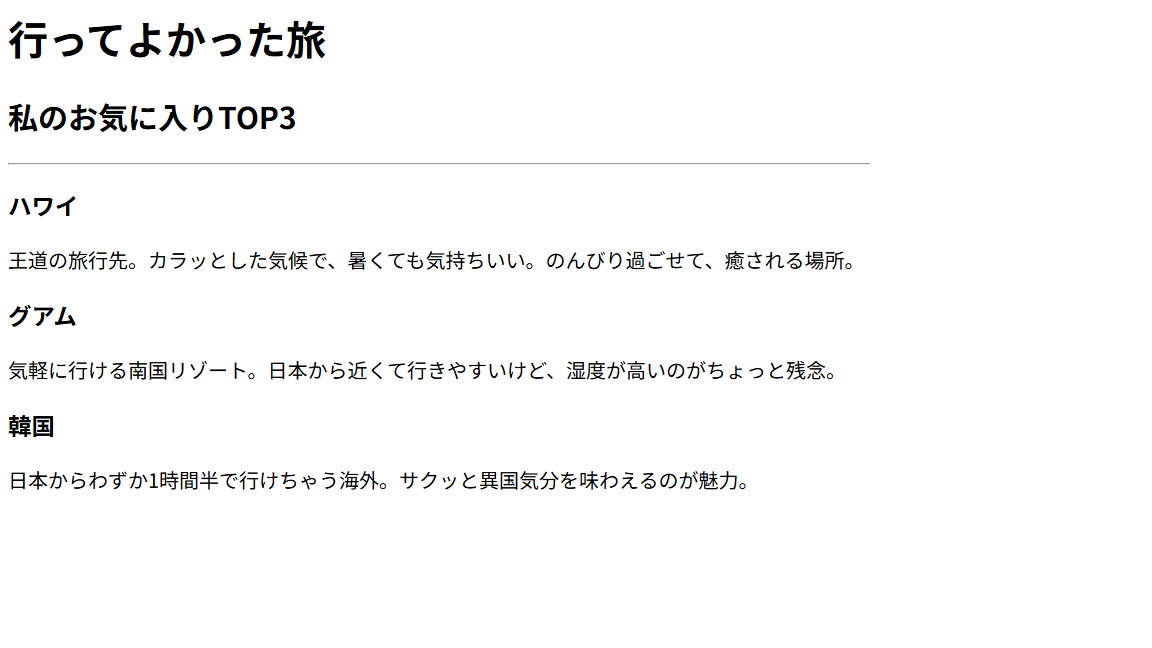 行ってよかった旅
私のお気に入りTOP3
ハワイ
王道の旅行先。カラッとした気候で、暑くても気持ちいい。のんびり過ごせて、癒される場所。
グアム
気軽に行ける南国リゾート。日本から近くて行きやすいけど、湿度が高いのがちょっと残念。
韓国
日本からわずか1時間半で行けちゃう海外。サクッと異国気分を味わえるのが魅力。